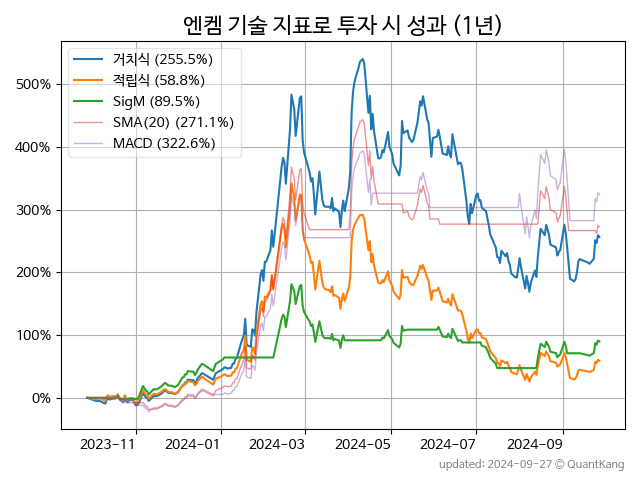 엔켐 기술 지표로 투자 시 성과 (1년)
거치식 (255.5%)
적립식 (58.8%)
SigM (89.5%)
SMA(20) (271.1%)
MACD (322.6%)
500%
400%
300%
200%
100%
0%
2023-11 2024-01 2024-03 2024-05 2024-07 2024-09
updated: 2024-09-27 @ QuantKang